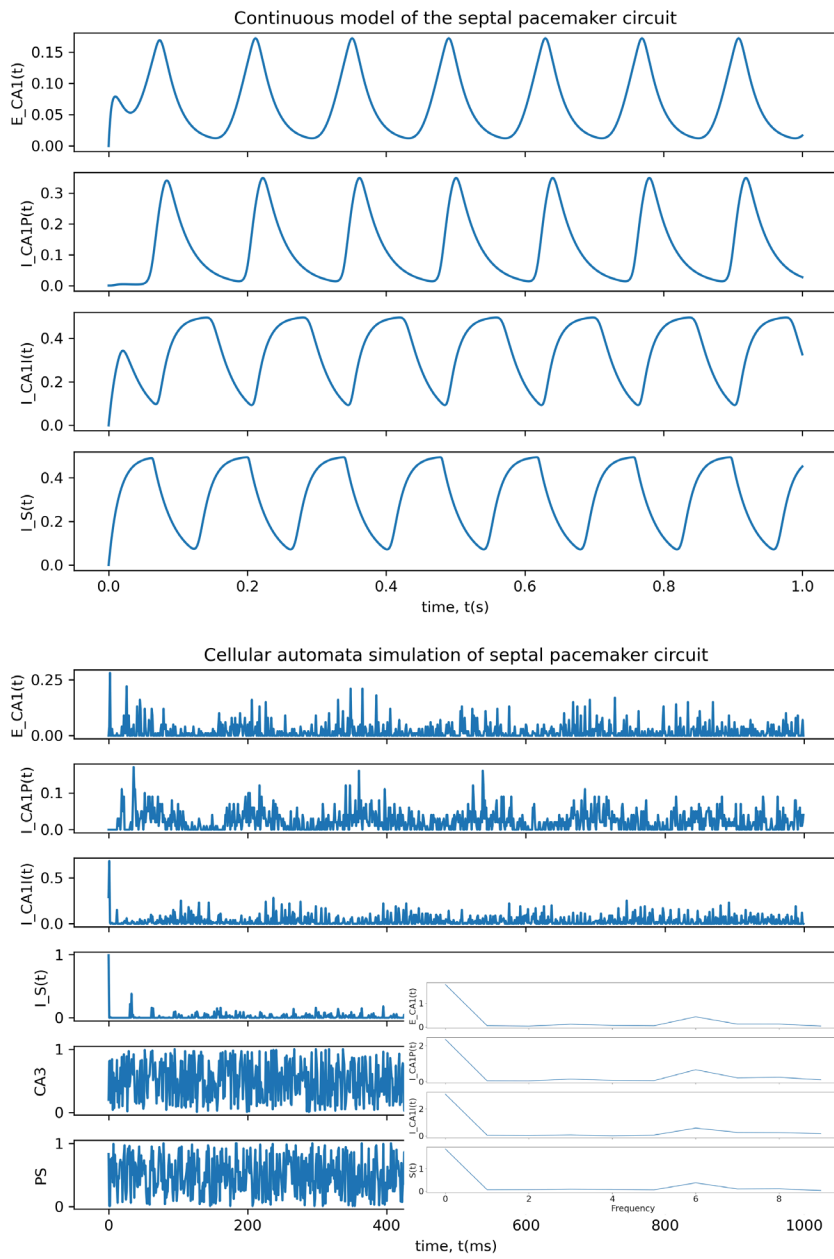 Continuous model of the septal pacemaker circuit
E_CA1(t)
0.15
0.10
0.05
0.00
I_CA1P(t)
0.3
0.2
0.1
0.0
I_CA1I(t)
0.4
0.2
0.0
I_S(t)
0.4
0.2
0.0
0.0 0.2 0.4 0.6 0.8 1.0
time, t(s)
Cellular automata simulation of septal pacemaker circuit
E_CA1(t)
0.25
0.00
I_CA1P(t)
0.1
0.0
I_CA1I(t)
0.5
0.0
I_S(t)
1
0
E_CA1(t)
1
0
CA3
1
0
I_CA1P(t)
2
0
I_CA1I(t)
2
0
PS
1
0
S(t)
1
0
0 2 4 6 8
Frequency
0 200 400 600 800 1000
time, t(ms)